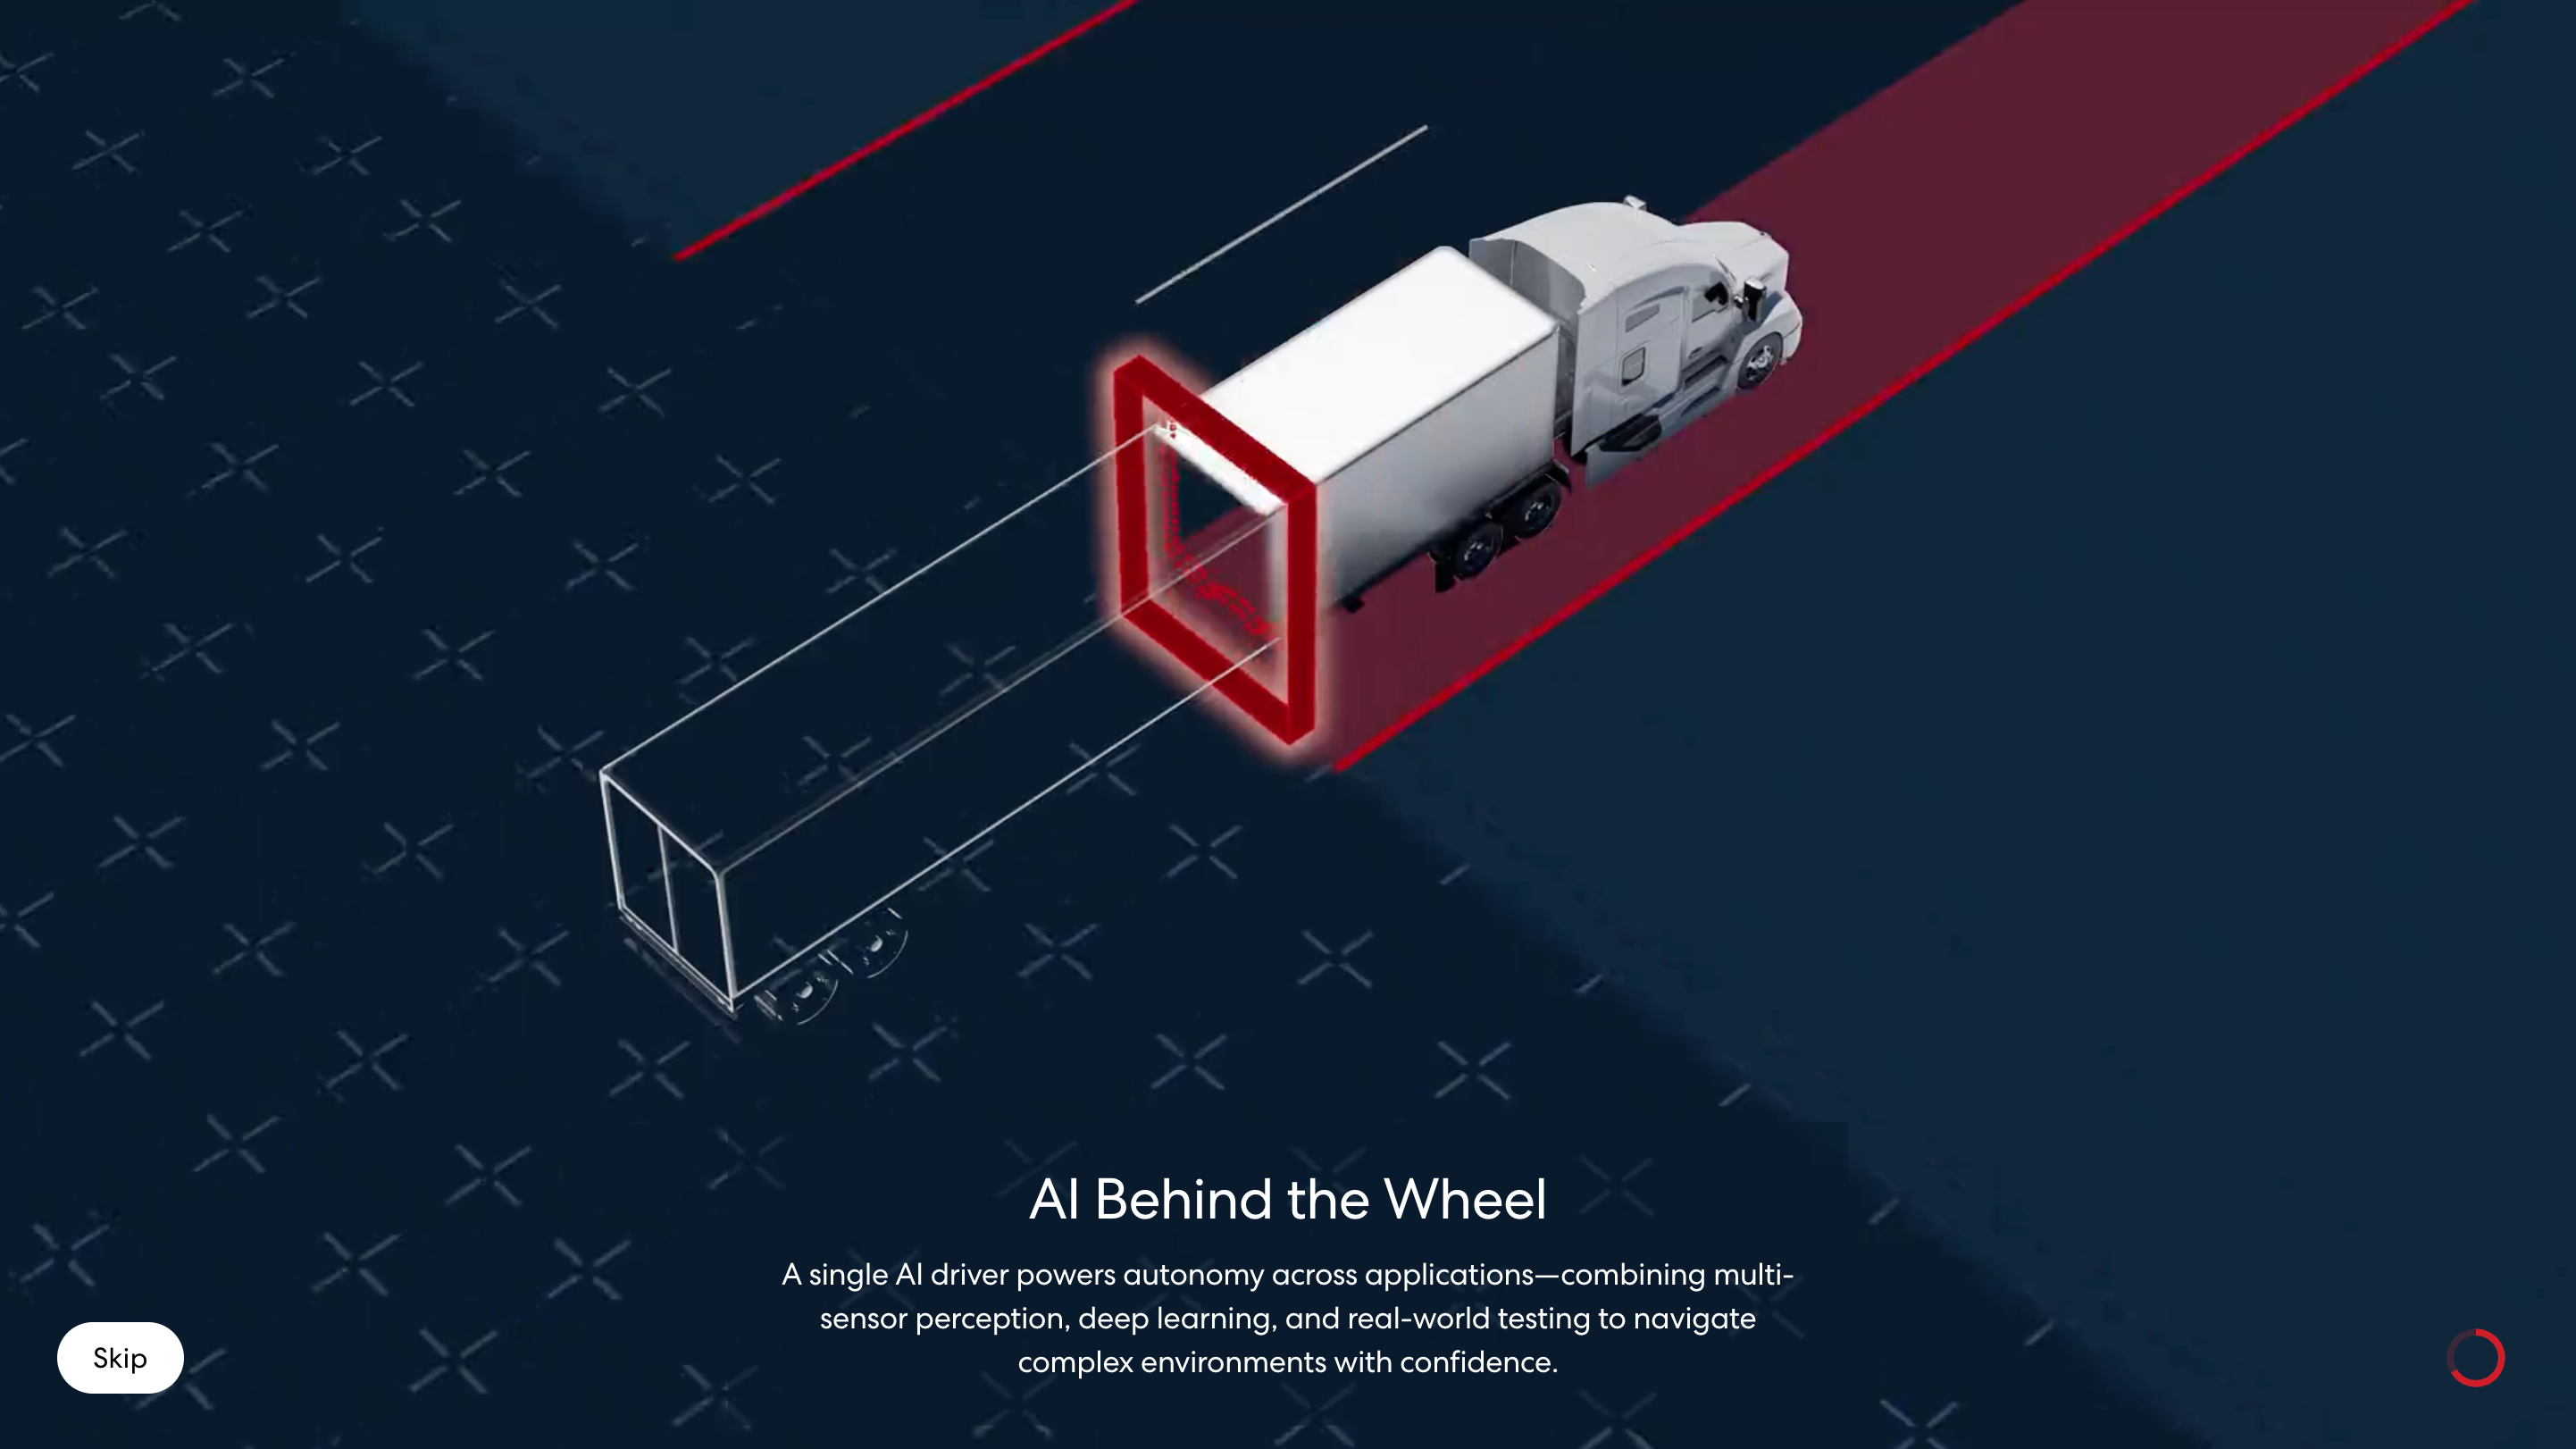 AI Behind the Wheel
A single AI driver powers autonomy across applications—combining multi-
sensor perception, deep learning, and real-world testing to navigate
complex environments with confidence.
Skip